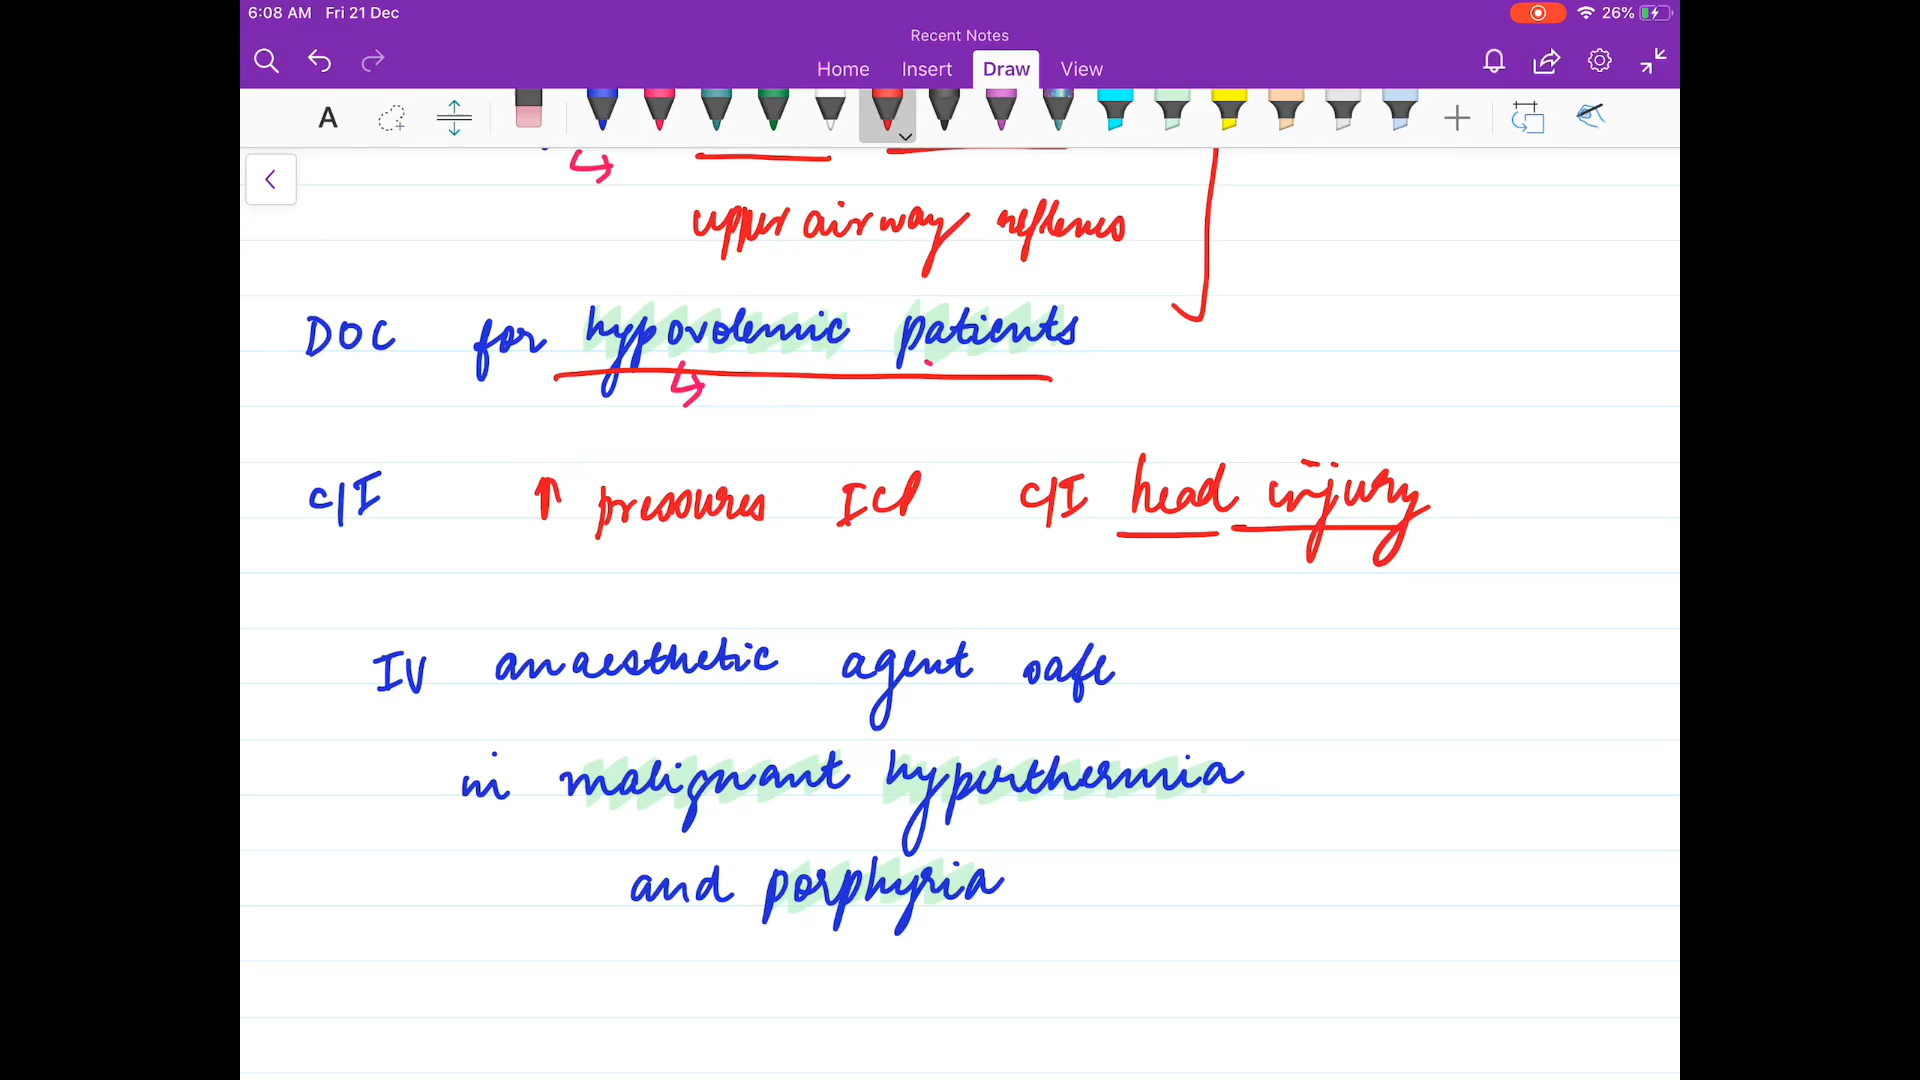 6:08 AM Fri 21 Dec 26%
Recent Notes
Home Insert Draw View
A
upper airway reflexes
DOC for hypovolemic patients
C/I ↑ pressures ICP C/I head injury
IV anaesthetic agent safe
in malignant hyperthermia
and porphyria